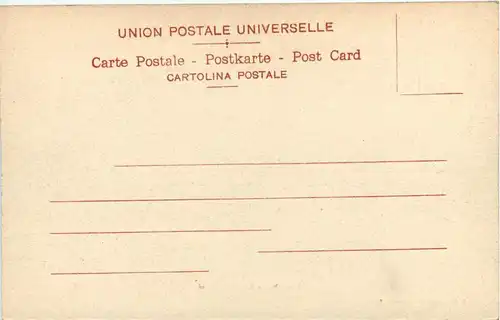 UNION POSTALE UNIVERSELLE
Carte Postale - Postkarte - Post Card
CARTOLINA POSTALE